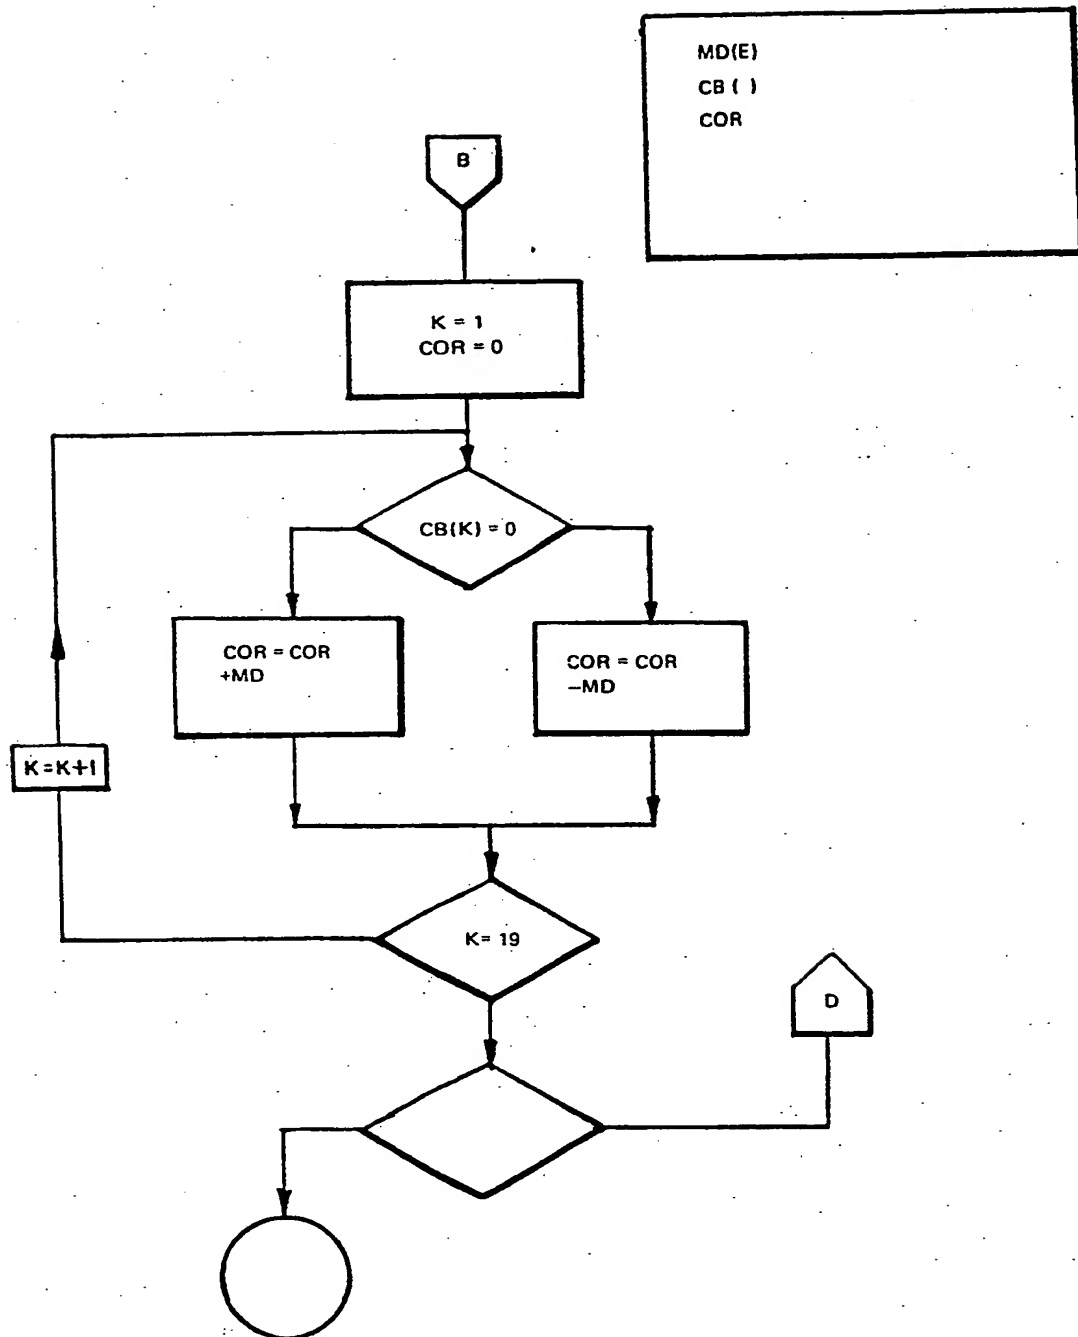 MD(E)
CB ( )
COR
B
K = 1
COR = 0
CB(K) = 0
COR = COR
+MD
COR = COR
−MD
K=K+1
K= 19
D